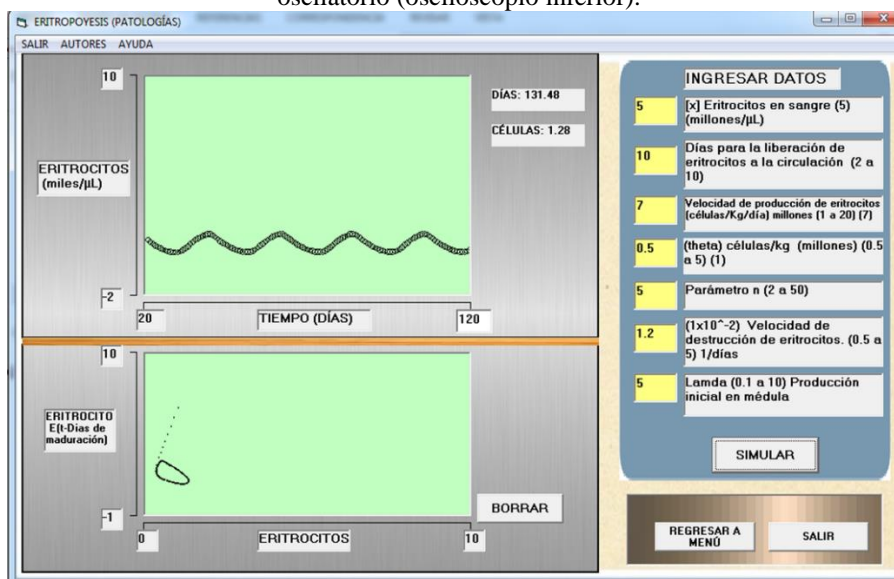 oscilatorio (osciloscopio inferior).
ERITROPOYESIS (PATOLOGÍAS)
SALIR AUTORES AYUDA
10
ERITROCITOS
(miles/µL)
-2
20
TIEMPO (DÍAS)
120
DÍAS: 131.48
CÉLULAS: 1.28
10
ERITROCITO
E(t-Dias de
maduración)
-1
0
ERITROCITOS
10
BORRAR
INGRESAR DATOS
5
[x] Eritrocitos en sangre (5)
(millones/µL)
10
Días para la liberación de
eritrocitos a la circulación (2 a
10)
7
Velocidad de producción de eritrocitos
(células/Kg/día) millones (1 a 20) (7)
0.5
(theta) células/kg (millones) (0.5
a 5) (1)
5
Parámetro n (2 a 50)
1.2
(1x10^-2) Velocidad de
destrucción de eritrocitos. (0.5 a
5) 1/días
5
Lamda (0.1 a 10) Producción
inicial en médula
SIMULAR
REGRESAR A
MENÚ
SALIR